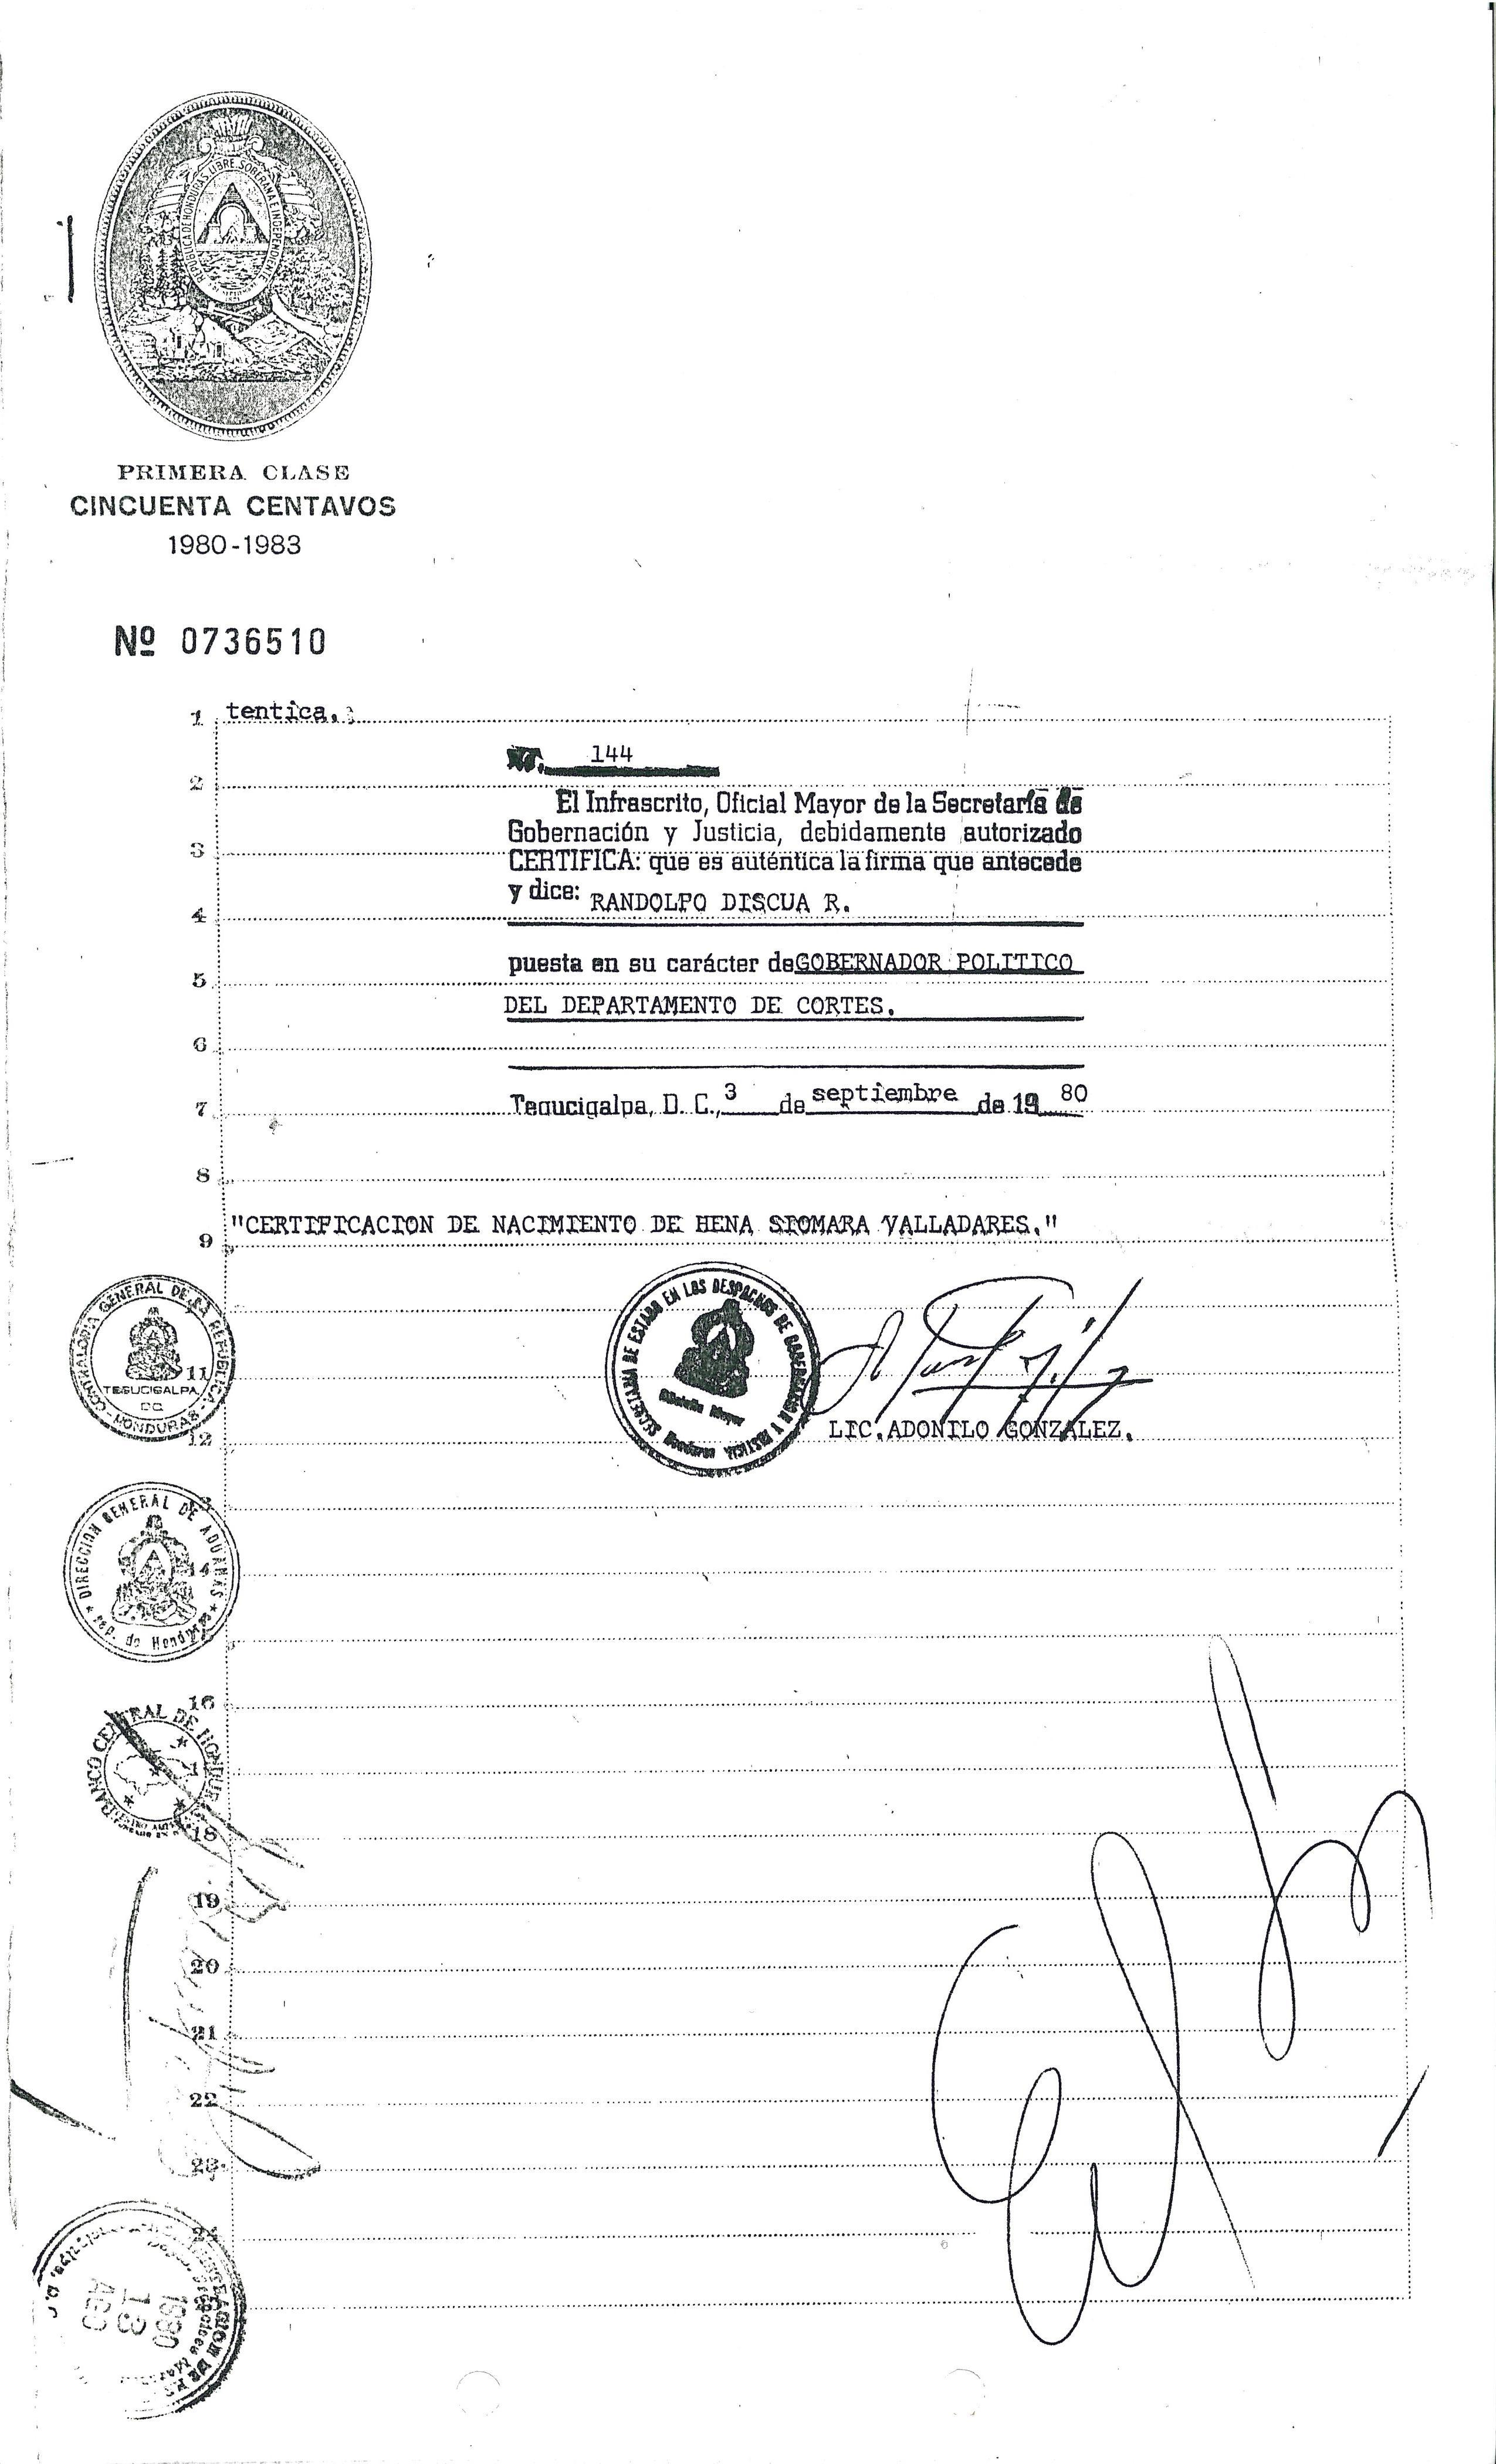 REPUBLICA DE HONDURAS, LIBRE, SOBERANA E INDEPENDIENTE
PRIMERA CLASE
CINCUENTA CENTAVOS
1980-1983
Nº 0736510
1 tentica.
144
2
El Infrascrito, Oficial Mayor de la Secretaría de
Gobernación y Justicia, debidamente autorizado
3
CERTIFICA: que es auténtica la firma que antecede
y dice: RANDOLFO DISCUA R.
4
puesta en su carácter de GOBERNADOR POLITICO
5
DEL DEPARTAMENTO DE CORTES.
6
7 Tegucigalpa, D. C., 3 de septiembre de 19 80
8
"CERTIFICACION DE NACIMIENTO DE HENA SIOMARA VALLADARES."
9
CONTRALORIA GENERAL DE LA REPUBLICA
TEGUCIGALPA
D C
HONDURAS
11
12
SECRETARIA DE ESTADO EN LOS DESPACHOS DE GOBERNACION Y JUSTICIA
Oficialía Mayor
Honduras
LIC. ADONILO GONZALEZ.
DIRECCION GENERAL DE ADUANAS
Rep. de Honduras
14
16
BANCO CENTRAL DE HONDURAS
18
19
20
21
22
23
24
1980
13
AGO